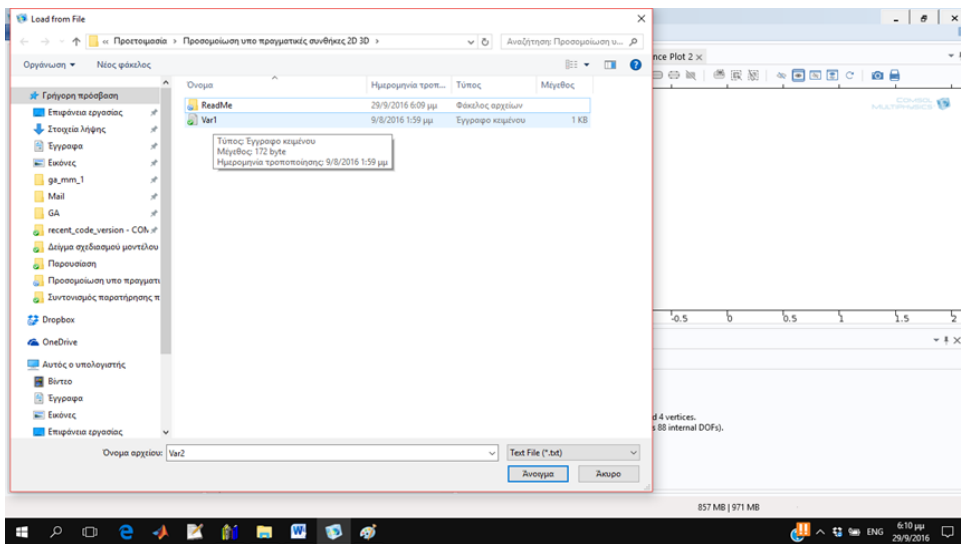 Load from File
« Προετοιμασία › Προσομοίωση υπο πραγματικές συνθήκες 2D 3D ›
Αναζήτηση: Προσομοίωση υ...
Οργάνωση
Νέος φάκελος
nce Plot 2
Όνομα
Ημερομηνία τροπ...
Τύπος
Μέγεθος
Γρήγορη πρόσβαση
ReadMe
29/9/2016 6:09 μμ
Φάκελος αρχείων
Επιφάνεια εργασίας
Var1
9/8/2016 1:59 μμ
Έγγραφο κειμένου
1 KB
COMSOL
MULTIPHYSICS
Στοιχεία λήψης
Έγγραφα
Τύπος: Έγγραφο κειμένου
Μέγεθος: 172 byte
Ημερομηνία τροποποίησης: 9/8/2016 1:59 μμ
Εικόνες
ga_mm_1
Mail
GA
recent_code_version - COM
Δείγμα σχεδιασμού μοντέλου
Παρουσίαση
Προσομοίωση υπο πραγματι
Συντονισμός παρατήρησης π
Dropbox
OneDrive
Αυτός ο υπολογιστής
Βίντεο
Έγγραφα
Εικόνες
Επιφάνεια εργασίας
-0.5 0 0.5 1 1.5 2
d 4 vertices.
s 88 internal DOFs).
Όνομα αρχείου: Var2
Text File (*.txt)
Άνοιγμα
Άκυρο
857 MB | 971 MB
ENG
6:10 μμ
29/9/2016